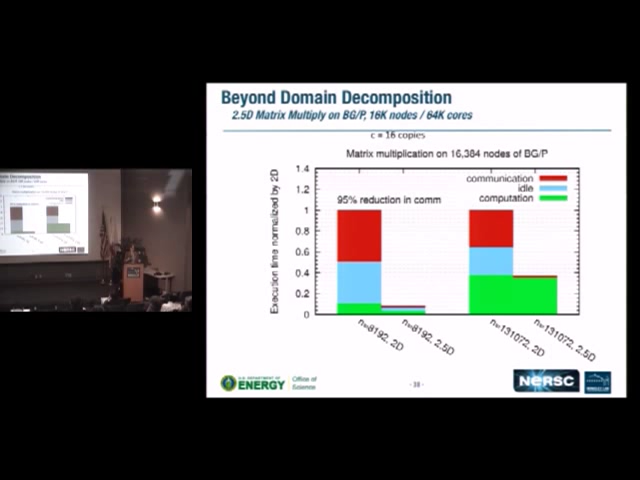 Beyond Domain Decomposition
2.5D Matrix Multiply on BG/P, 16K nodes / 64K cores
c = 16 copies
Matrix multiplication on 16,384 nodes of BG/P
Execution time normalized by 2D
1.4
1.2
1
0.8
0.6
0.4
0.2
0
95% reduction in comm
communication
idle
computation
n=8192, 2D
n=8192, 2.5D
n=131072, 2D
n=131072, 2.5D
U.S. DEPARTMENT OF
ENERGY
Office of
Science
NERSC